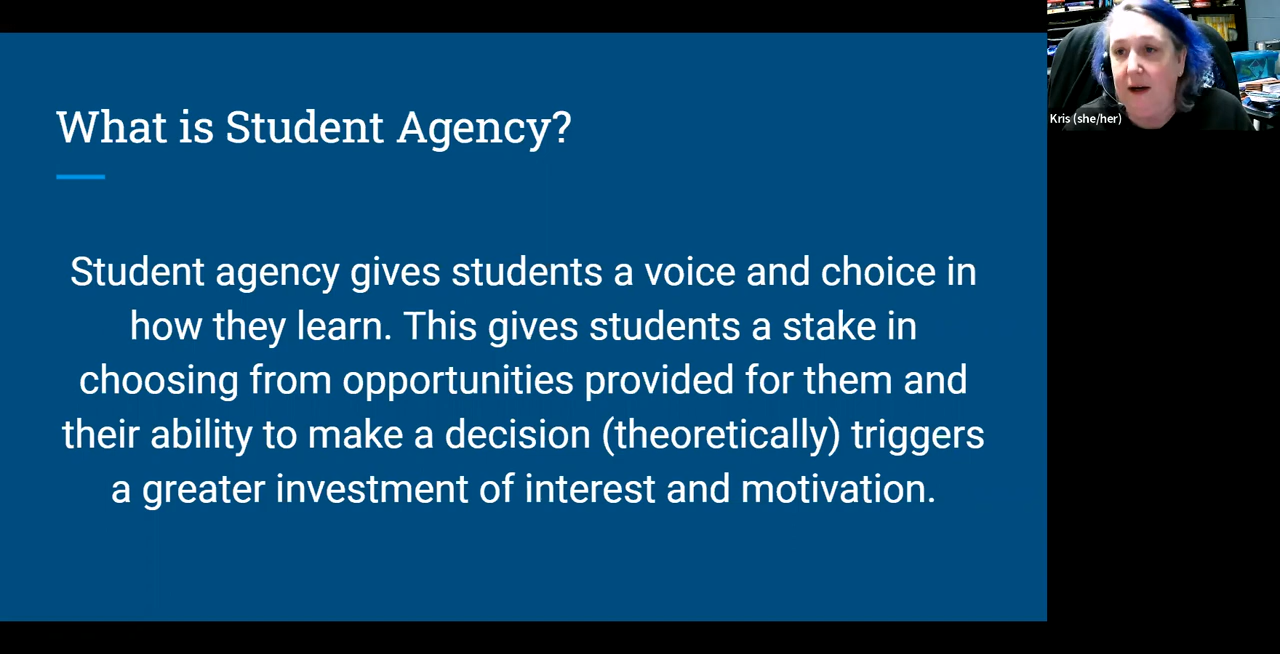 What is Student Agency?
Student agency gives students a voice and choice in
how they learn. This gives students a stake in
choosing from opportunities provided for them and
their ability to make a decision (theoretically) triggers
a greater investment of interest and motivation.
Kris (she/her)